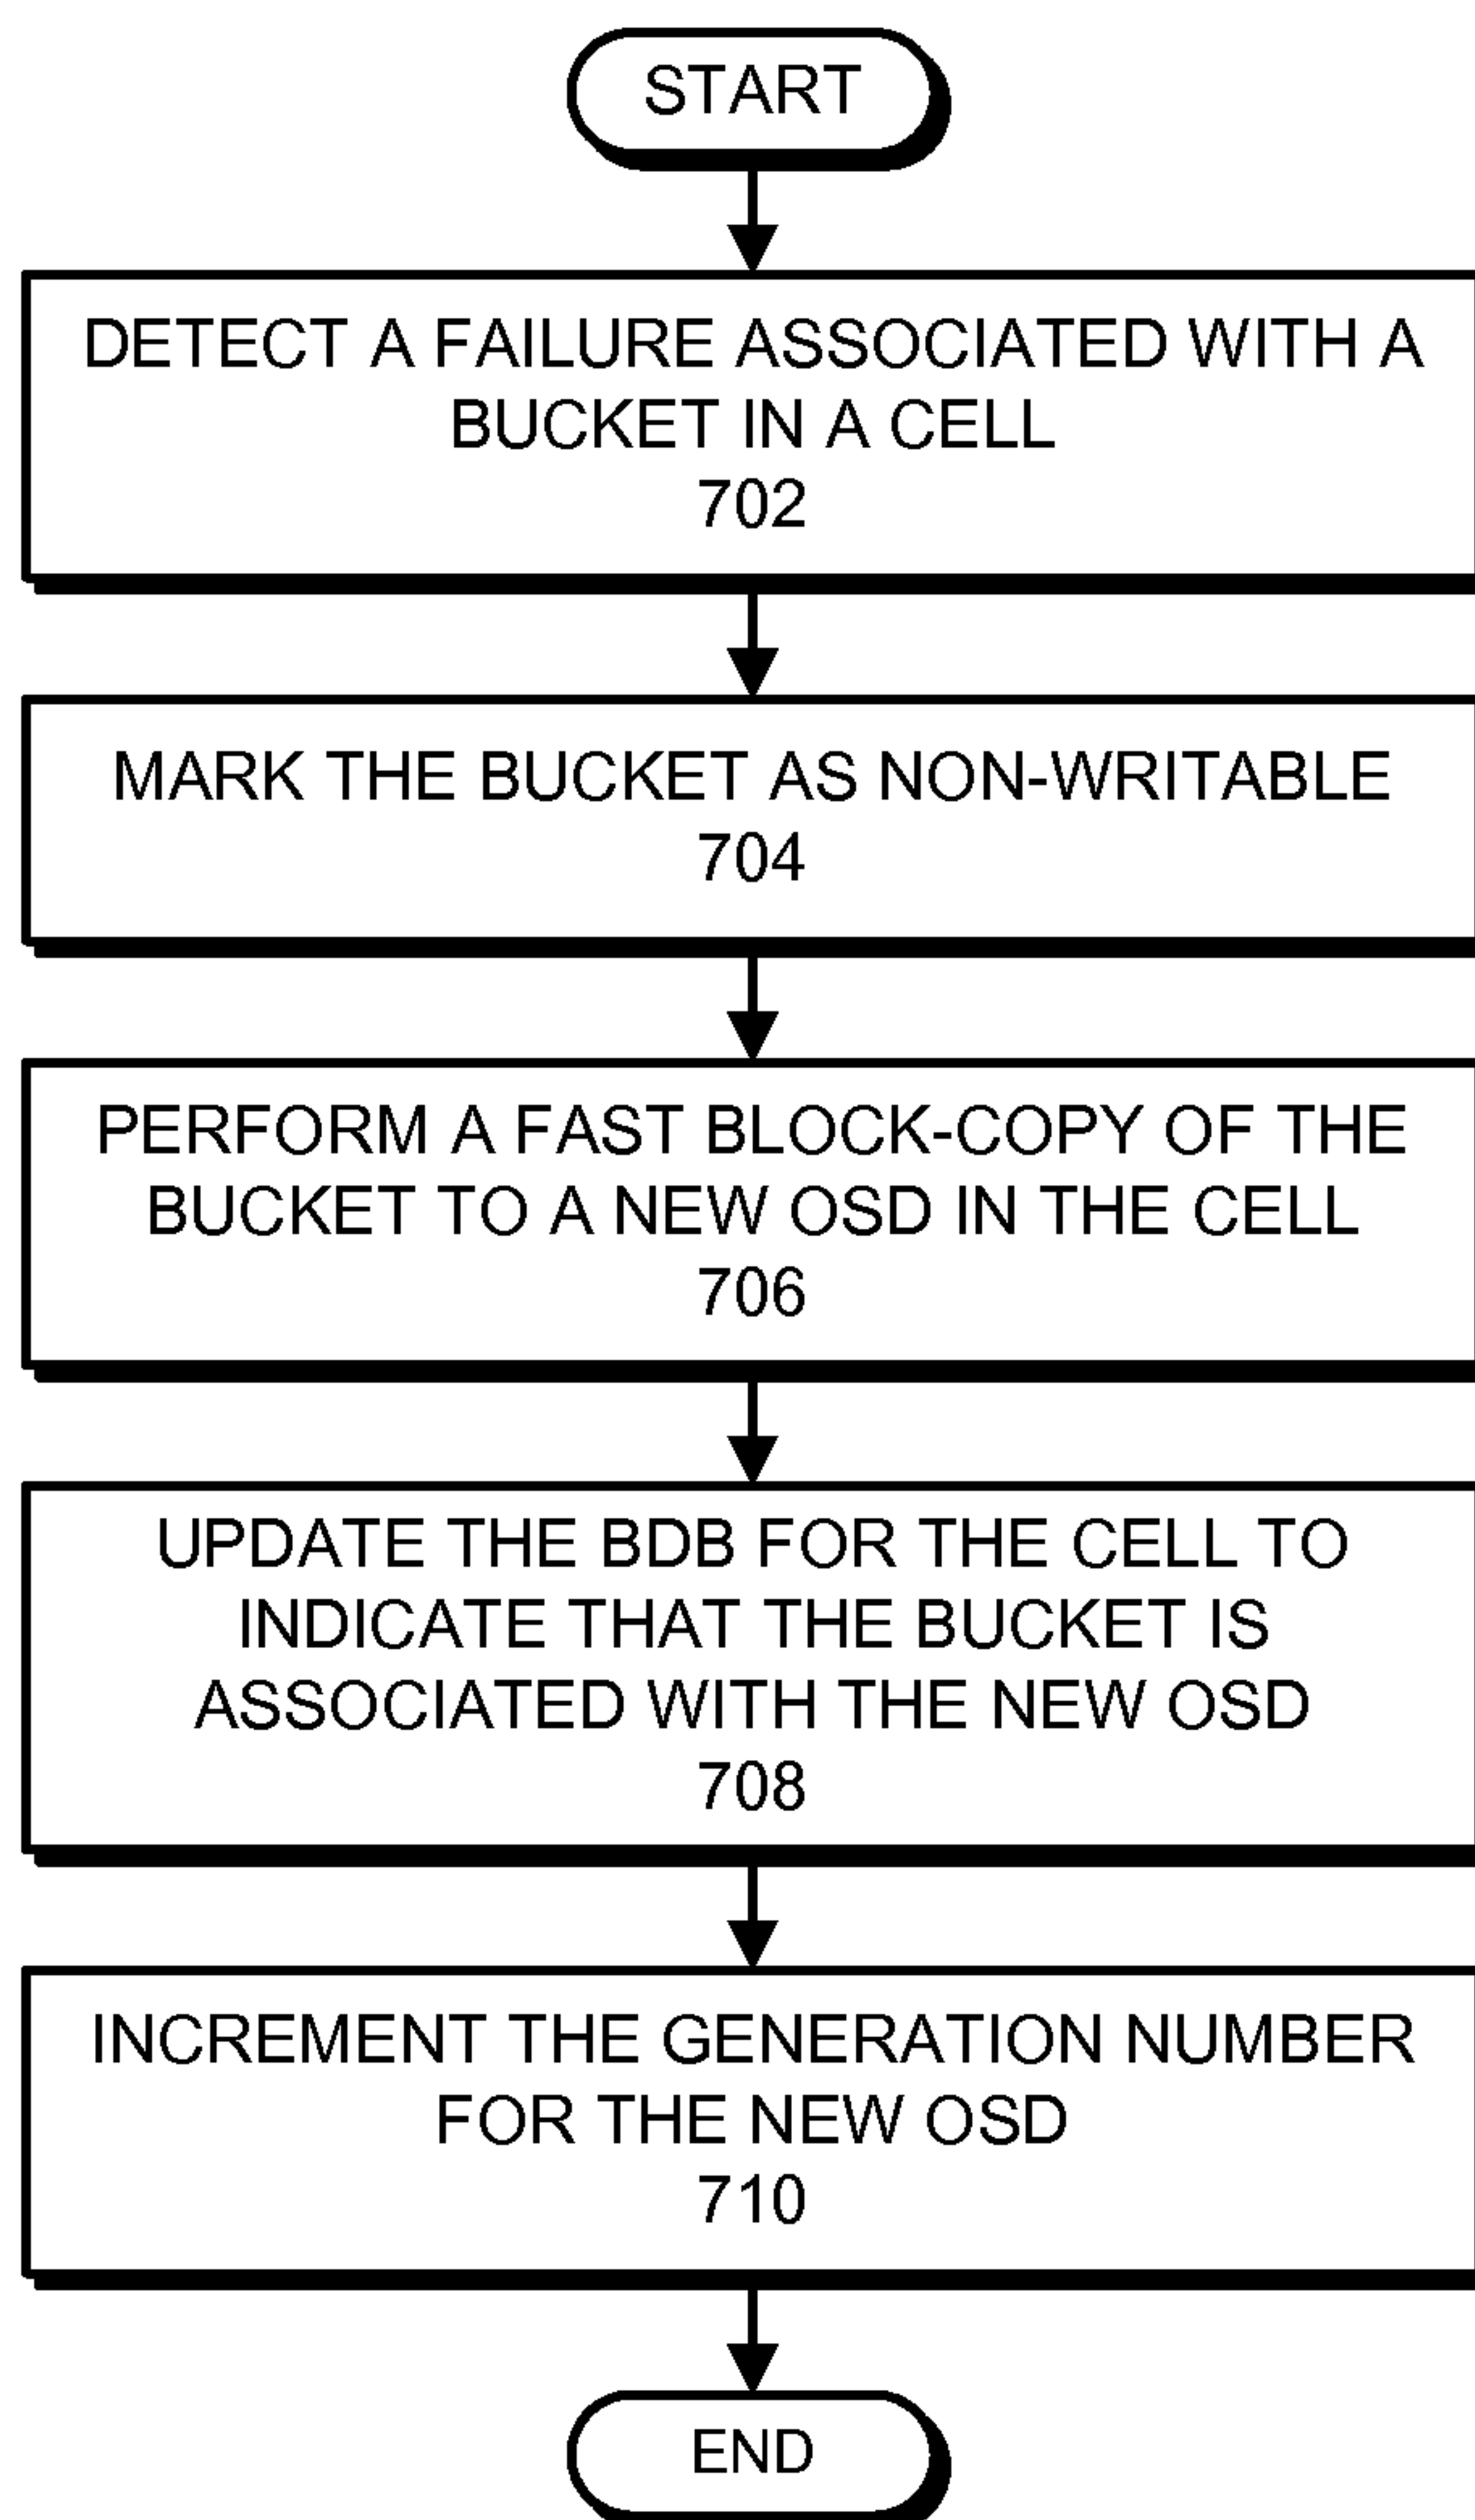 START
DETECT A FAILURE ASSOCIATED WITH A
BUCKET IN A CELL
702
MARK THE BUCKET AS NON-WRITABLE
704
PERFORM A FAST BLOCK-COPY OF THE
BUCKET TO A NEW OSD IN THE CELL
706
UPDATE THE BDB FOR THE CELL TO
INDICATE THAT THE BUCKET IS
ASSOCIATED WITH THE NEW OSD
708
INCREMENT THE GENERATION NUMBER
FOR THE NEW OSD
710
END